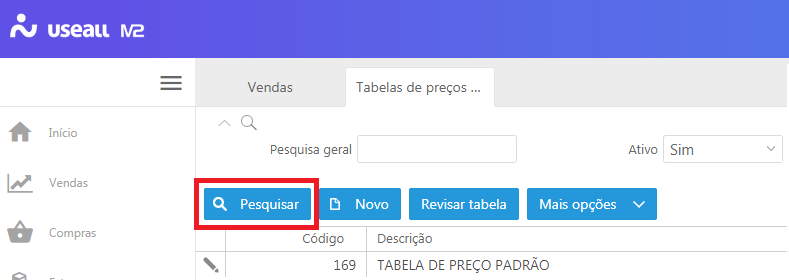 useall M2
Vendas
Tabelas de preços ...
Início
Pesquisa geral
Ativo
Sim
Vendas
Pesquisar
Novo
Revisar tabela
Mais opções
Compras
Código
Descrição
169
TABELA DE PREÇO PADRÃO